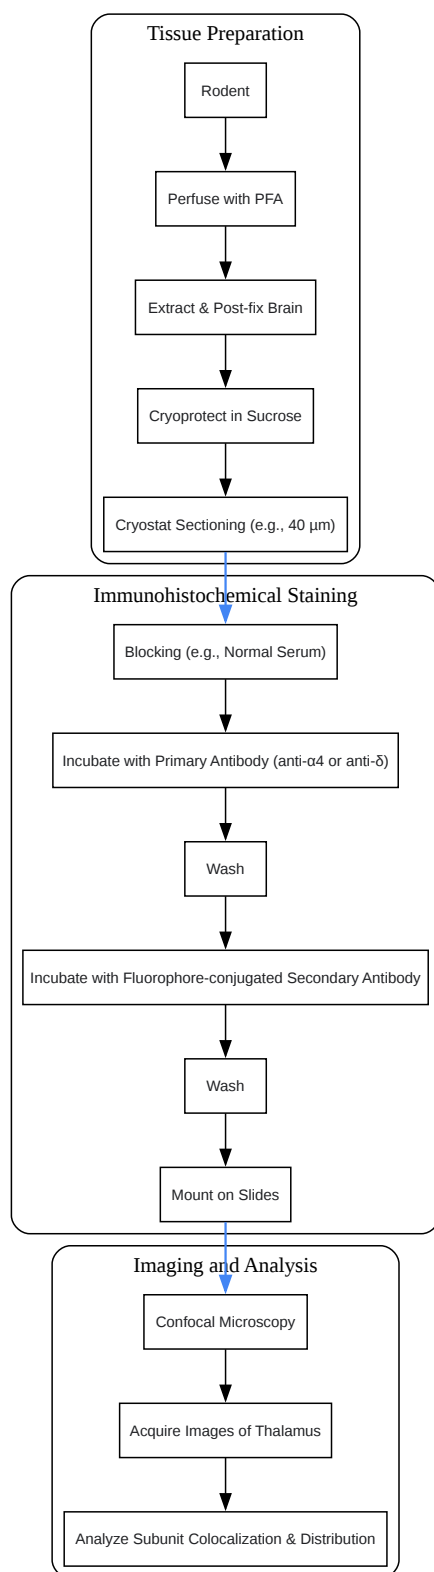 Tissue Preparation
Rodent
Perfuse with PFA
Extract & Post-fix Brain
Cryoprotect in Sucrose
Cryostat Sectioning (e.g., 40 µm)
Immunohistochemical Staining
Blocking (e.g., Normal Serum)
Incubate with Primary Antibody (anti-α4 or anti-δ)
Wash
Incubate with Fluorophore-conjugated Secondary Antibody
Wash
Mount on Slides
Imaging and Analysis
Confocal Microscopy
Acquire Images of Thalamus
Analyze Subunit Colocalization & Distribution